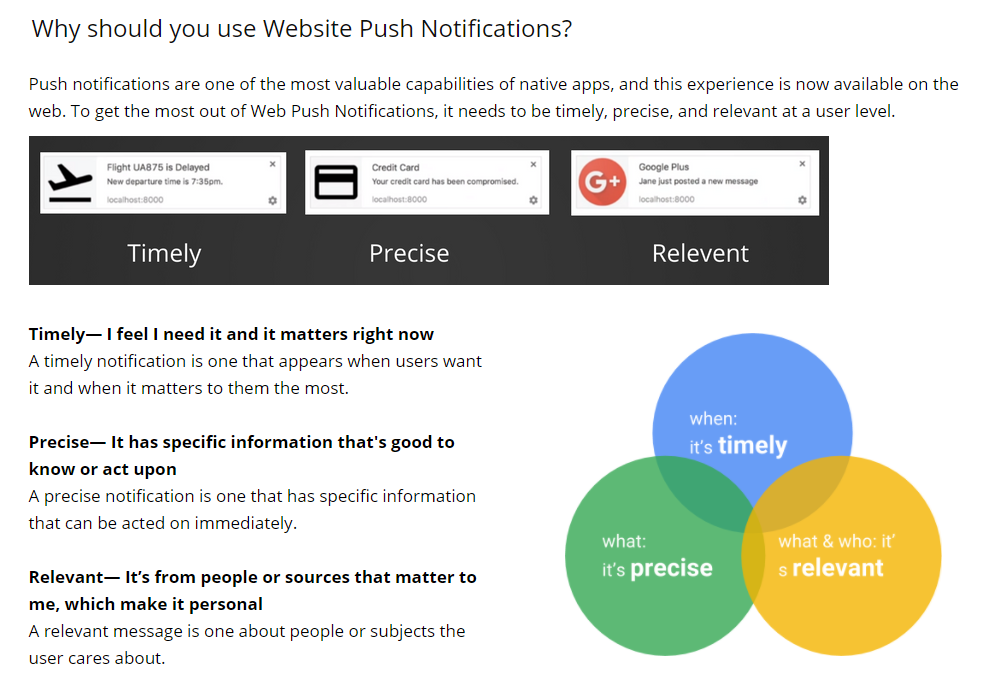 Why should you use Website Push Notifications?
Push notifications are one of the most valuable capabilities of native apps, and this experience is now available on the
web. To get the most out of Web Push Notifications, it needs to be timely, precise, and relevant at a user level.
Flight UA875 is Delayed
New departure time is 7:35pm.
localhost:8000
Credit Card
Your credit card has been compromised.
localhost:8000
G+
Google Plus
Jane just posted a new message
localhost:8000
Timely
Precise
Relevent
Timely— I feel I need it and it matters right now
A timely notification is one that appears when users want
it and when it matters to them the most.
Precise— It has specific information that's good to
know or act upon
A precise notification is one that has specific information
that can be acted on immediately.
Relevant— It’s from people or sources that matter to
me, which make it personal
A relevant message is one about people or subjects the
user cares about.
when:
it’s timely
what:
it’s precise
what & who: it’
s relevant